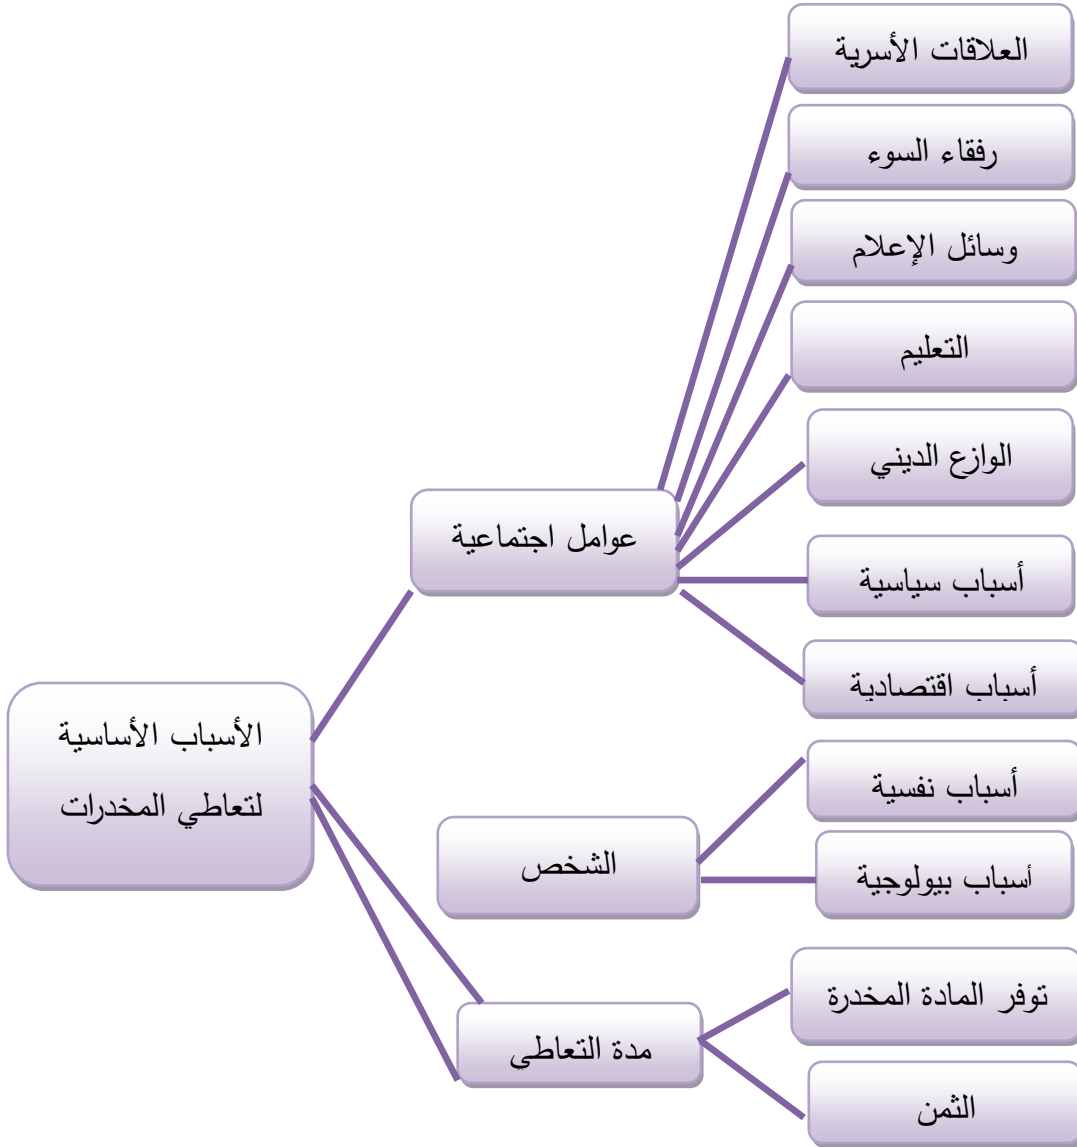 العلاقات الأسرية
رفقاء السوء
وسائل الإعلام
التعليم
الوازع الديني
عوامل اجتماعية
أسباب سياسية
أسباب اقتصادية
الأسباب الأساسية
لتعاطي المخدرات
أسباب نفسية
الشخص
أسباب بيولوجية
توفر المادة المخدرة
مدة التعاطي
الثمن